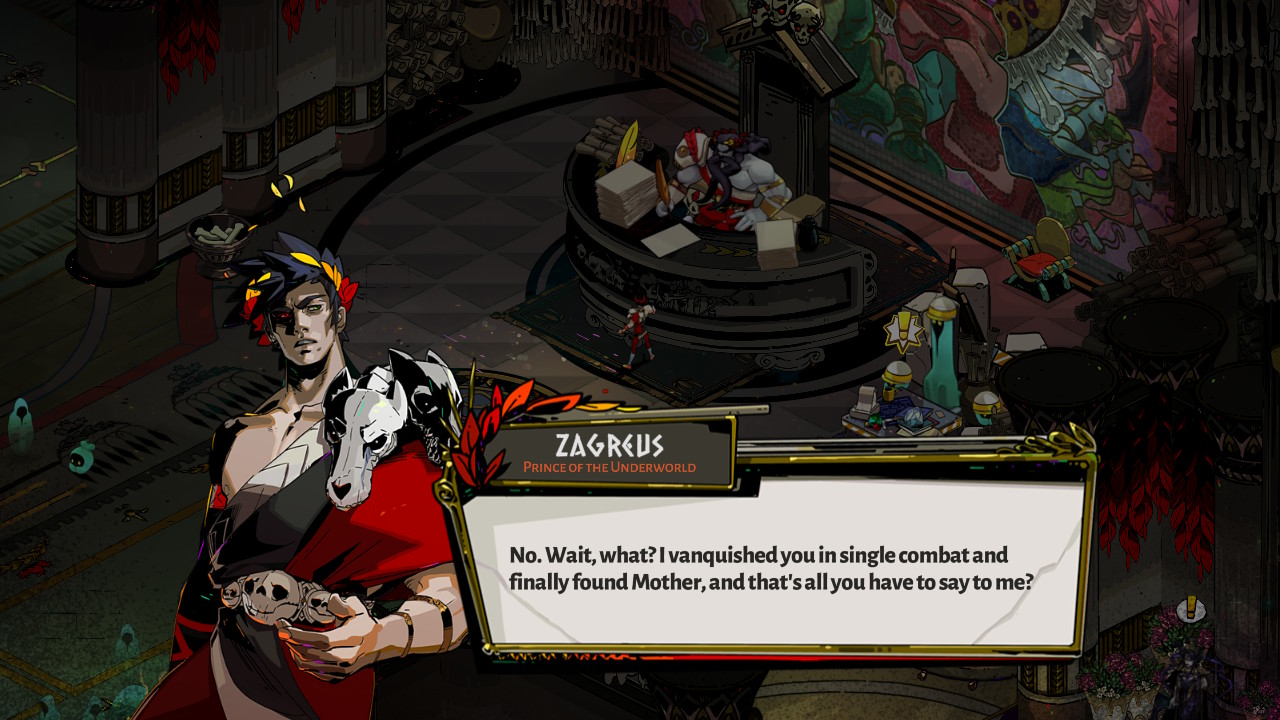 ZAGREUS
PRINCE OF THE UNDERWORLD
No. Wait, what? I vanquished you in single combat and
finally found Mother, and that's all you have to say to me?